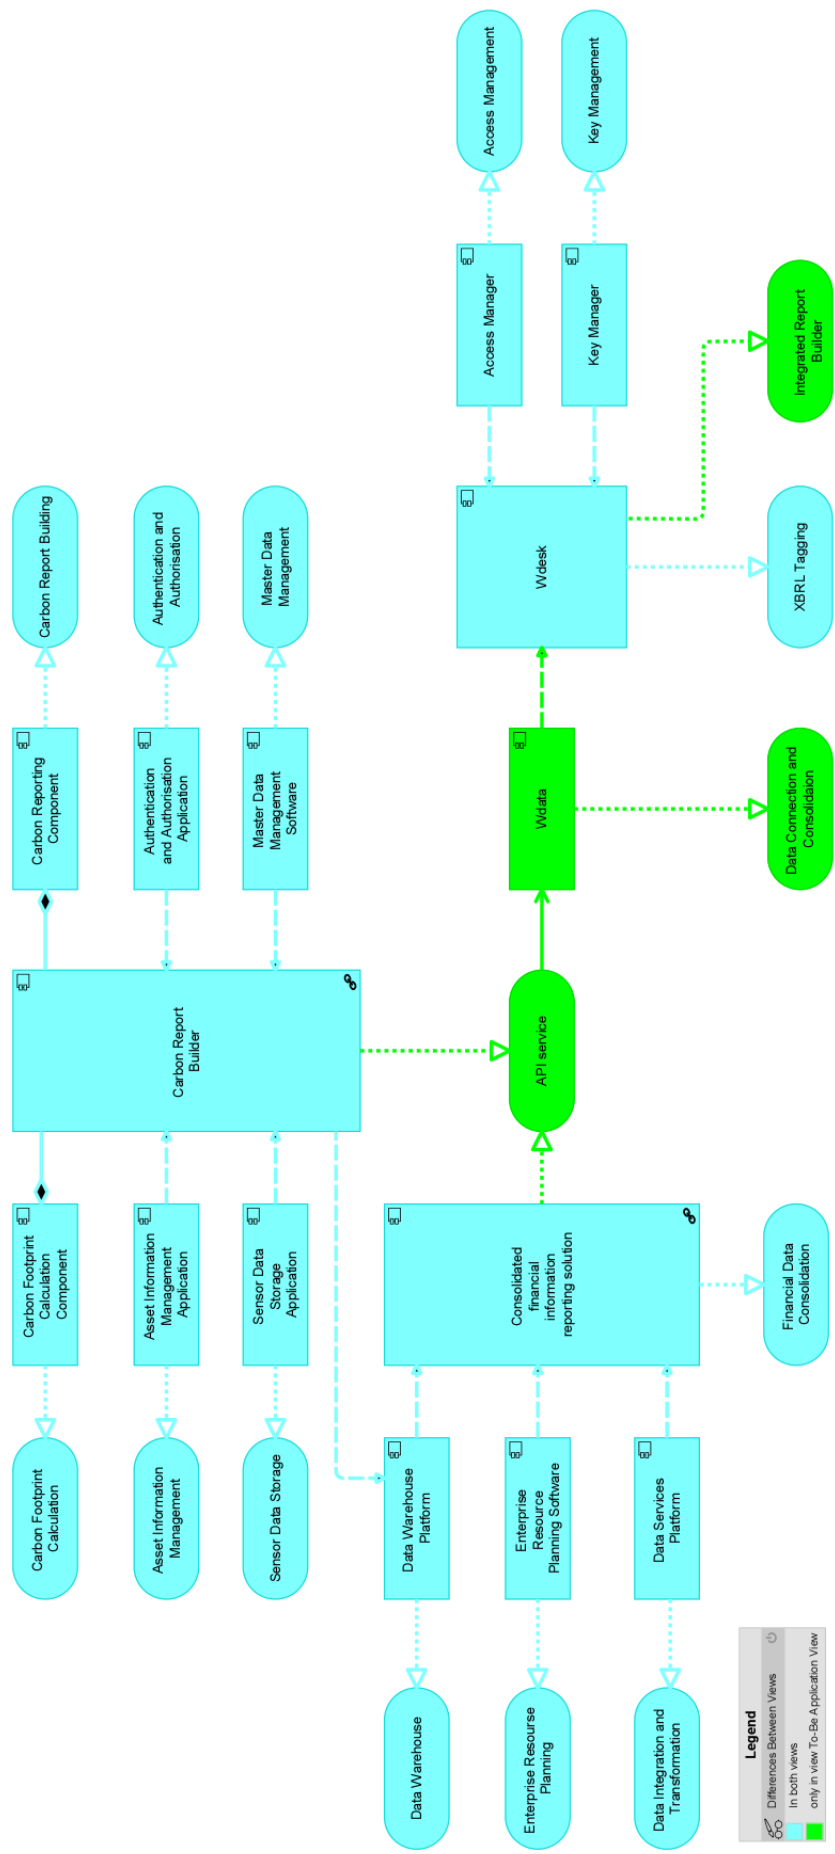 Carbon Footprint
Calculation
Carbon Footprint
Calculation
Component
Carbon Report
Builder
Carbon Reporting
Component
Carbon Report Building
Asset Information
Management
Asset Information
Management
Application
Authentication
and Authorisation
Application
Authentication and
Authorisation
Sensor Data Storage
Sensor Data
Storage
Application
Master Data
Management
Software
Master Data
Management
Data Warehouse
Data Warehouse
Platform
Consolidated
financial
information
reporting solution
API service
Wdata
Wdesk
Access Manager
Access Management
Enterprise Resourse
Planning
Enterprise
Resource
Planning Software
Key Manager
Key Management
Data Integration and
Transformation
Data Services
Platform
Financial Data
Consolidation
Data Connection and
Consolidaion
XBRL Tagging
Integrated Report
Builder
Legend
Differences Between Views
In both views
only in view To-Be Application View